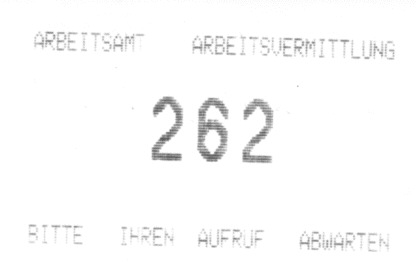 ARBEITSAMT ARBEITSVERMITTLUNG
262
BITTE IHREN AUFRUF ABWARTEN